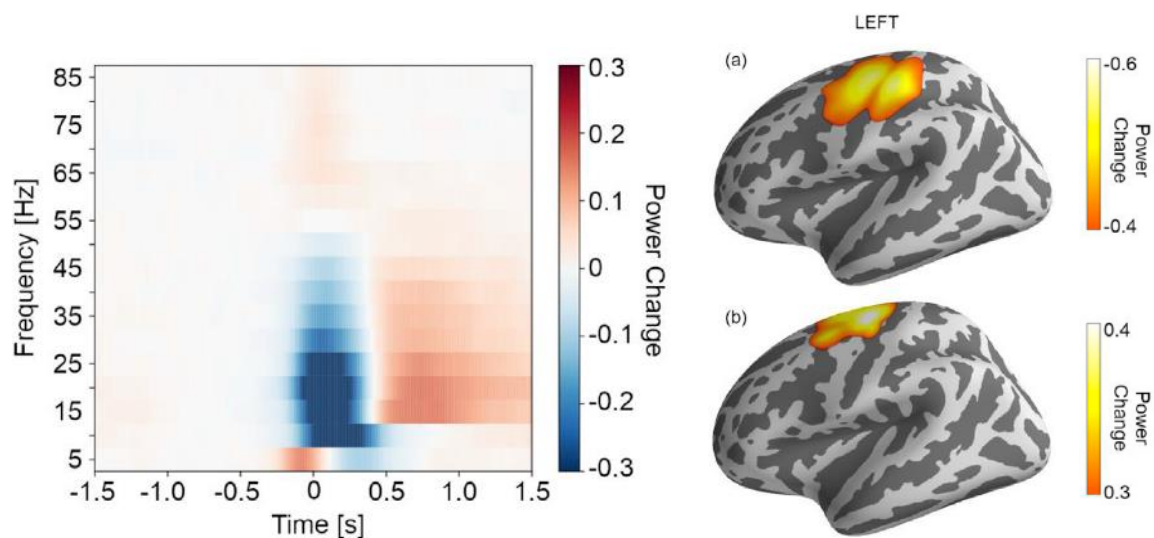 85
75
65
55
45
35
25
15
5
Frequency [Hz]
-1.5 -1.0 -0.5 0 0.5 1.0 1.5
Time [s]
0.3
0.2
0.1
0
-0.1
-0.2
-0.3
Power Change
LEFT
(a)
-0.6
Power
Change
-0.4
(b)
0.4
Power
Change
0.3